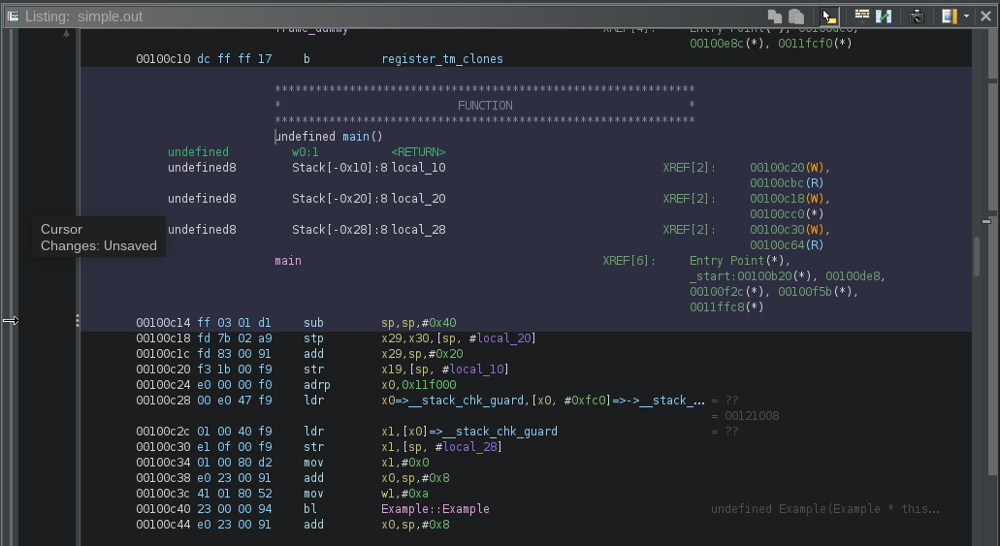 Listing: simple.out
frame_dummy XREF[4]: Entry Point(*), 00100de0,
00100e8c(*), 0011fcf0(*)
00100c10 dc ff ff 17 b register_tm_clones
**************************************************************
* FUNCTION *
**************************************************************
undefined main()
undefined w0:1 <RETURN>
undefined8 Stack[-0x10]:8 local_10 XREF[2]: 00100c20(W),
00100cbc(R)
undefined8 Stack[-0x20]:8 local_20 XREF[2]: 00100c18(W),
00100cc0(*)
Cursor
Changes: Unsaved
undefined8 Stack[-0x28]:8 local_28 XREF[2]: 00100c30(W),
00100c64(R)
main XREF[6]: Entry Point(*),
_start:00100b20(*), 00100de8,
00100f2c(*), 00100f5b(*),
0011ffc8(*)
00100c14 ff 03 01 d1 sub sp,sp,#0x40
00100c18 fd 7b 02 a9 stp x29,x30,[sp, #local_20]
00100c1c fd 83 00 91 add x29,sp,#0x20
00100c20 f3 1b 00 f9 str x19,[sp, #local_10]
00100c24 e0 00 00 f0 adrp x0,0x11f000
00100c28 00 e0 47 f9 ldr x0=>__stack_chk_guard,[x0, #0xfc0]=>->__stack_... = ??
= 00121008
00100c2c 01 00 40 f9 ldr x1,[x0]=>__stack_chk_guard = ??
00100c30 e1 0f 00 f9 str x1,[sp, #local_28]
00100c34 01 00 80 d2 mov x1,#0x0
00100c38 e0 23 00 91 add x0,sp,#0x8
00100c3c 41 01 80 52 mov w1,#0xa
00100c40 23 00 00 94 bl Example::Example undefined Example(Example * this...
00100c44 e0 23 00 91 add x0,sp,#0x8